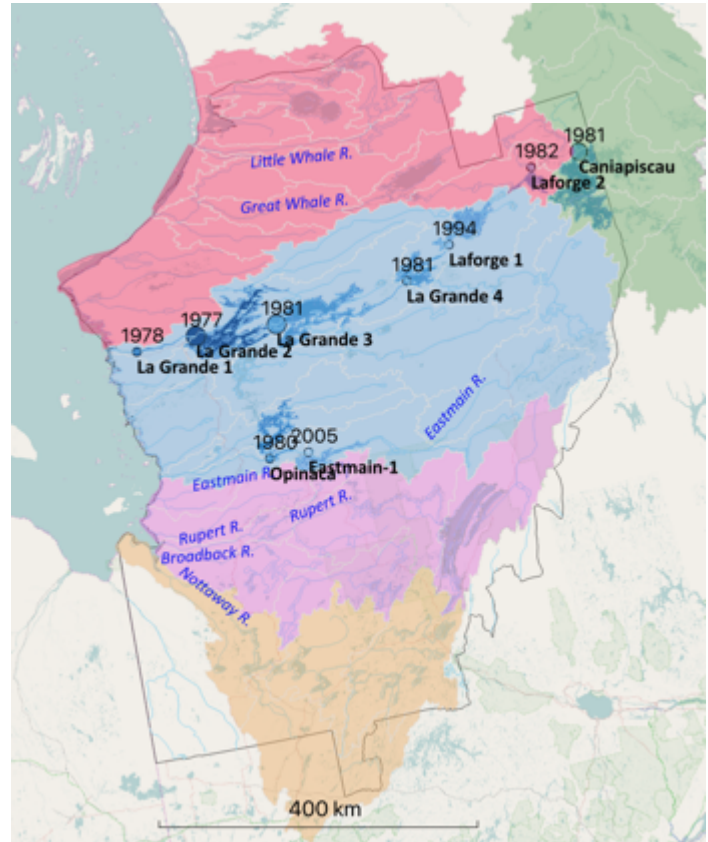 Little Whale R.
Great Whale R.
1981
Caniapiscau
1982
Laforge 2
1994
Laforge 1
1981
La Grande 4
1981
La Grande 3
1977
La Grande 2
1978
La Grande 1
Eastmain R.
1980
Opinaca
2005
Eastmain-1
Eastmain R.
Rupert R.
Rupert R.
Broadback R.
Nottaway R.
400 km